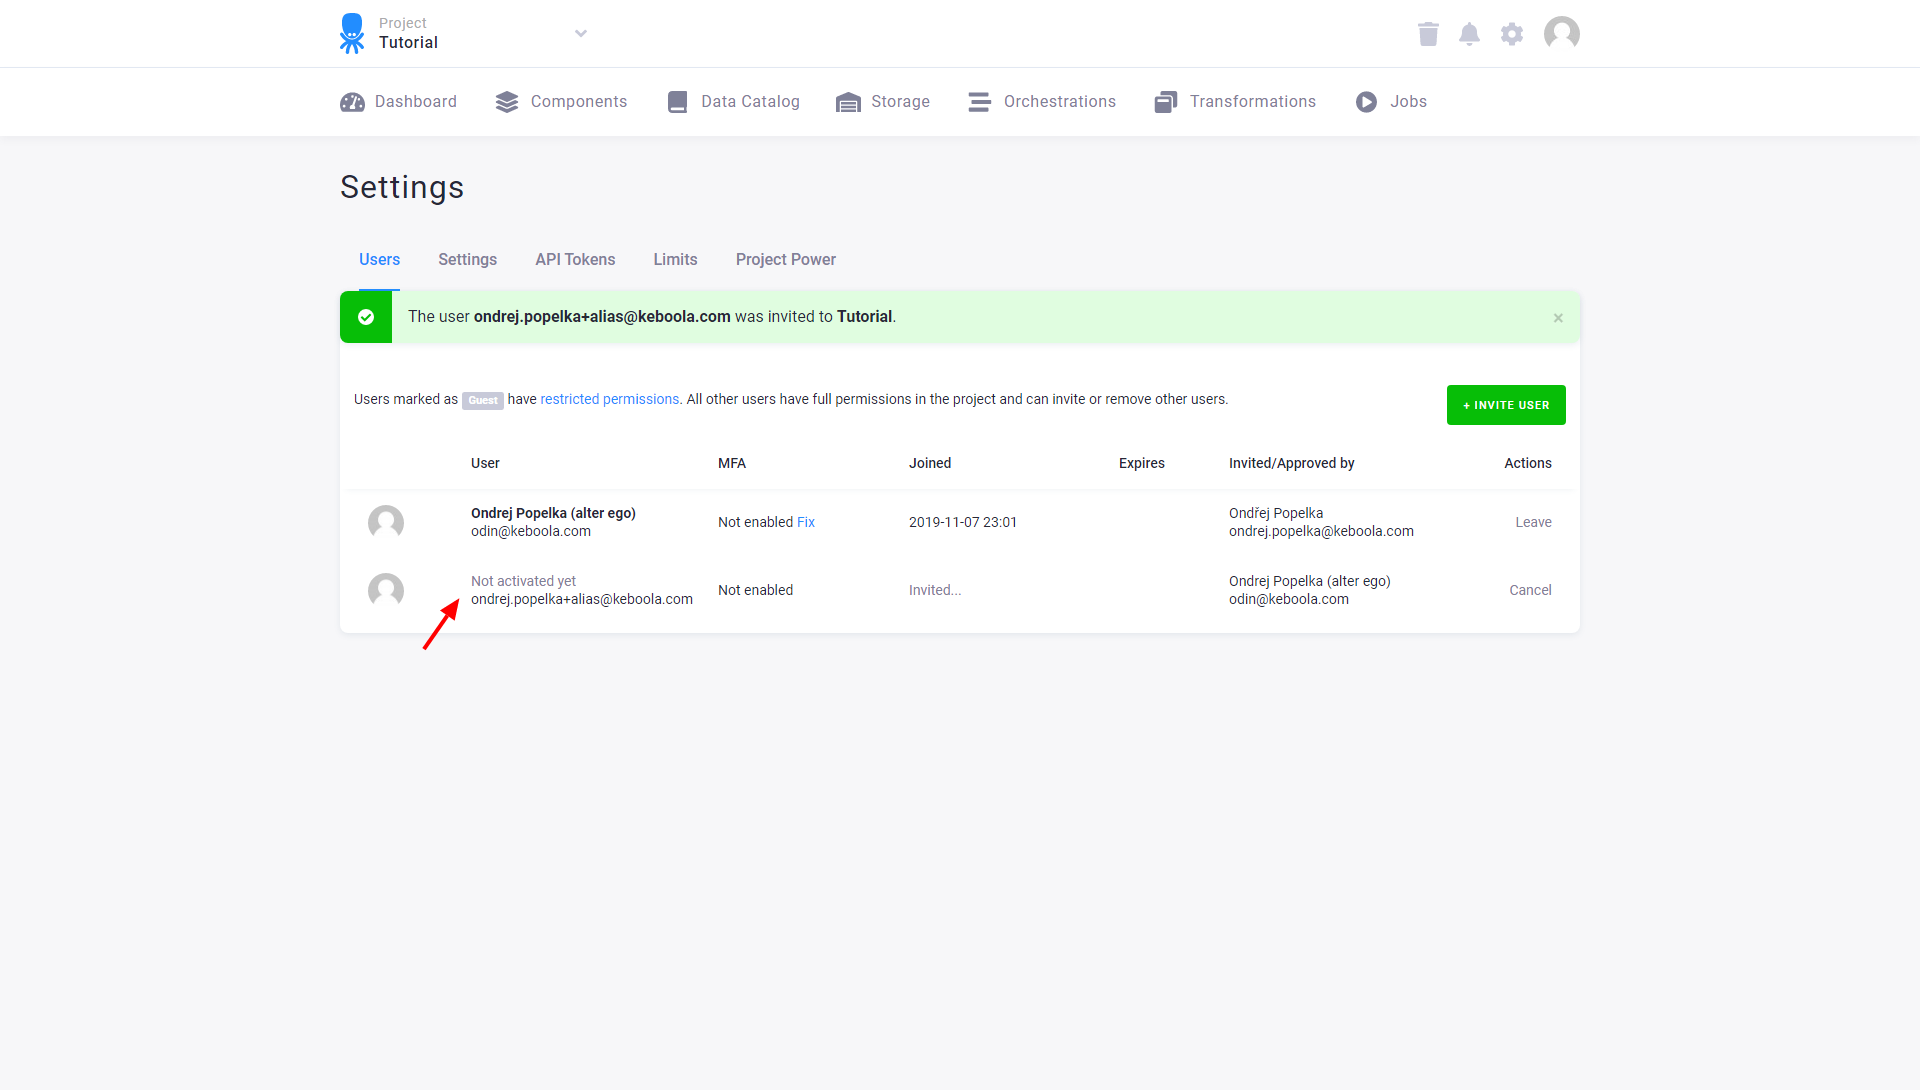 Project
Tutorial
Dashboard
Components
Data Catalog
Storage
Orchestrations
Transformations
Jobs
Settings
Users
Settings
API Tokens
Limits
Project Power
The user ondrej.popelka+alias@keboola.com was invited to Tutorial.
×
Users marked as Guest have restricted permissions. All other users have full permissions in the project and can invite or remove other users.
+ INVITE USER
User MFA Joined Expires Invited/Approved by Actions
Ondrej Popelka (alter ego)
odin@keboola.com
Not enabled Fix
2019-11-07 23:01
Ondřej Popelka
ondrej.popelka@keboola.com
Leave
Not activated yet
ondrej.popelka+alias@keboola.com
Not enabled
Invited...
Ondrej Popelka (alter ego)
odin@keboola.com
Cancel